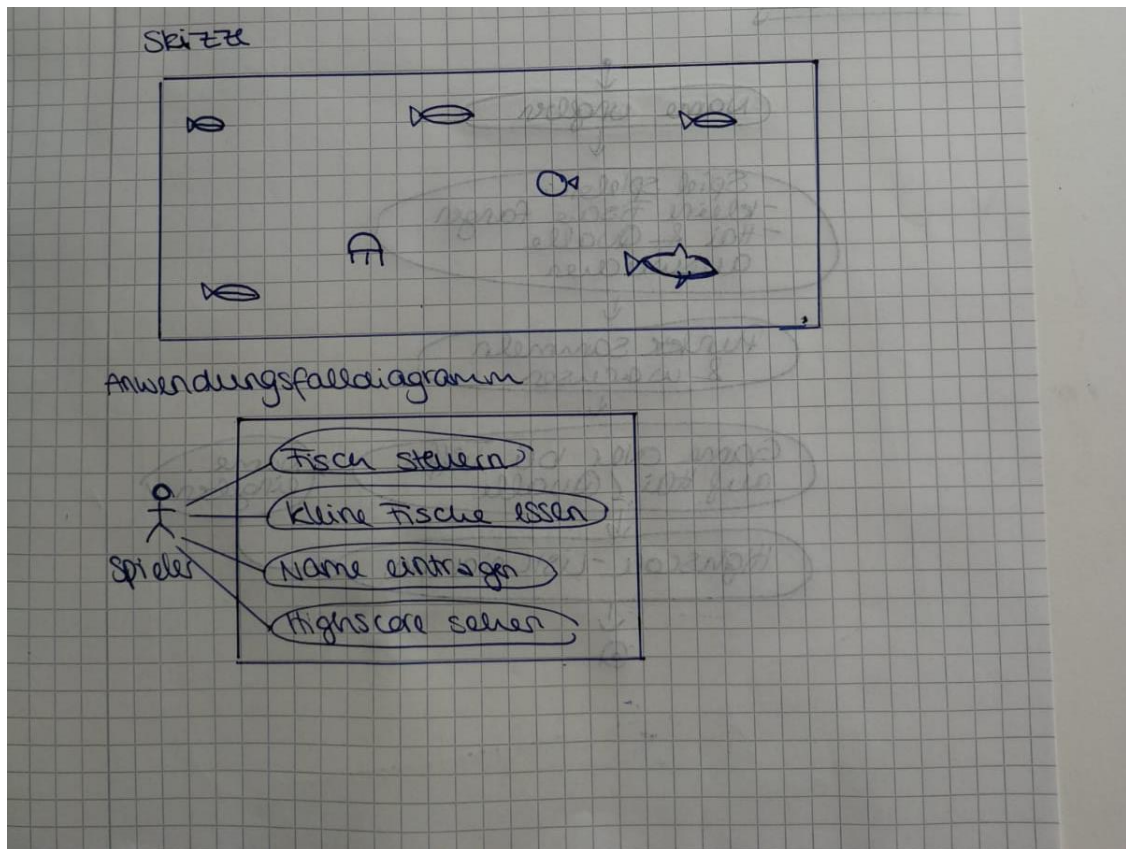 Skizze
Anwendungsfalldiagramm
Fisch steuern
Kleine Fische essen
Spieler
Name eintragen
Highscore sehen